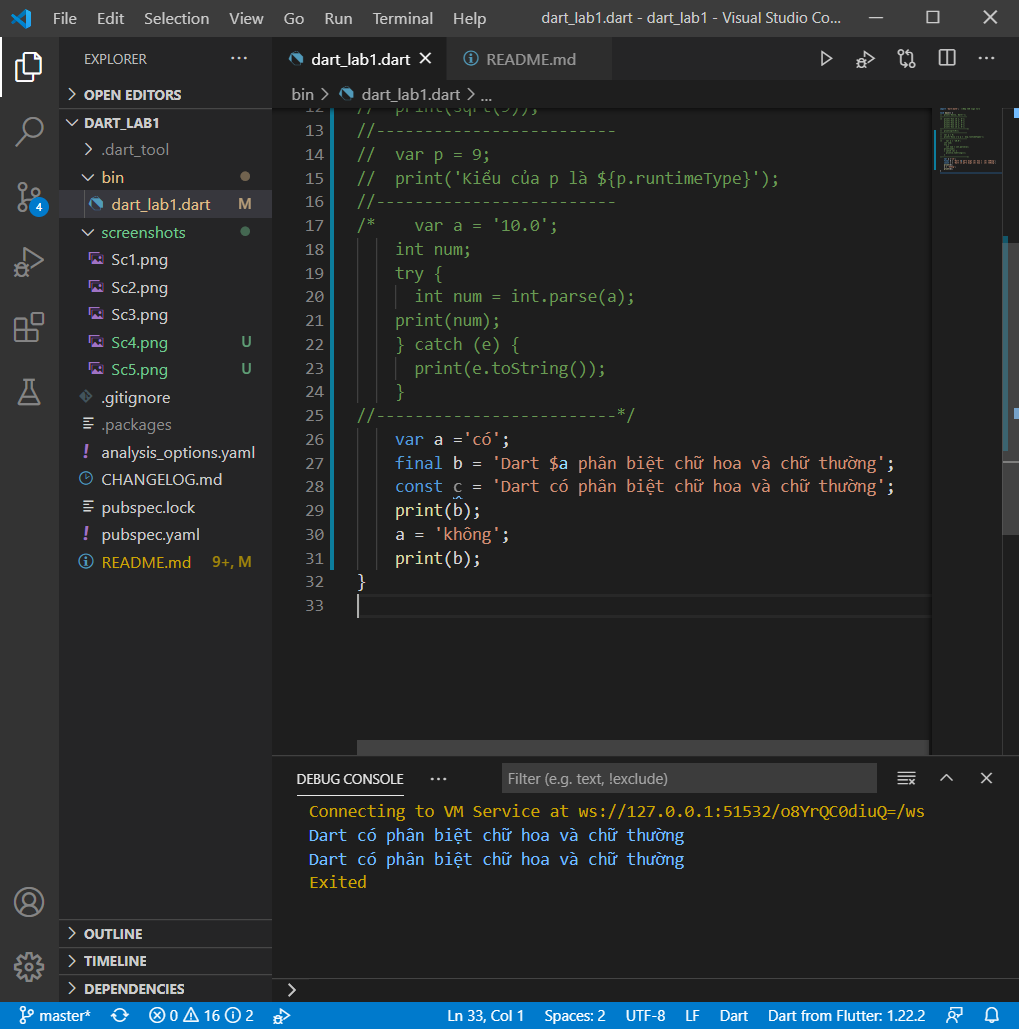 File Edit Selection View Go Run Terminal Help dart_lab1.dart - dart_lab1 - Visual Studio Co...
EXPLORER ...
OPEN EDITORS
DART_LAB1
.dart_tool
bin
dart_lab1.dart M
screenshots
Sc1.png
Sc2.png
Sc3.png
Sc4.png U
Sc5.png U
.gitignore
.packages
analysis_options.yaml
CHANGELOG.md
pubspec.lock
pubspec.yaml
README.md 9+, M
OUTLINE
TIMELINE
DEPENDENCIES
4
dart_lab1.dart README.md
bin > dart_lab1.dart > ...
12 // print(sqrt(9));
13 //-------------------------
14 // var p = 9;
15 // print('Kiểu của p là ${p.runtimeType}');
16 //-------------------------
17 /* var a = '10.0';
18 int num;
19 try {
20 int num = int.parse(a);
21 print(num);
22 } catch (e) {
23 print(e.toString());
24 }
25 //-------------------------*/
26 var a ='có';
27 final b = 'Dart $a phân biệt chữ hoa và chữ thường';
28 const c = 'Dart có phân biệt chữ hoa và chữ thường';
29 print(b);
30 a = 'không';
31 print(b);
32 }
33
DEBUG CONSOLE ... Filter (e.g. text, !exclude)
Connecting to VM Service at ws://127.0.0.1:51532/o8YrQC0diuQ=/ws
Dart có phân biệt chữ hoa và chữ thường
Dart có phân biệt chữ hoa và chữ thường
Exited
master* 0 16 2 Ln 33, Col 1 Spaces: 2 UTF-8 LF Dart Dart from Flutter: 1.22.2